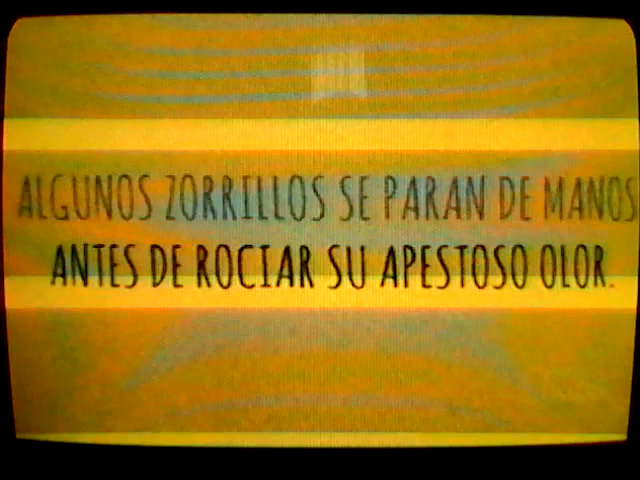 ALGUNOS ZORRILLOS SE PARAN DE MANOS
ANTES DE ROCIAR SU APESTOSO OLOR.